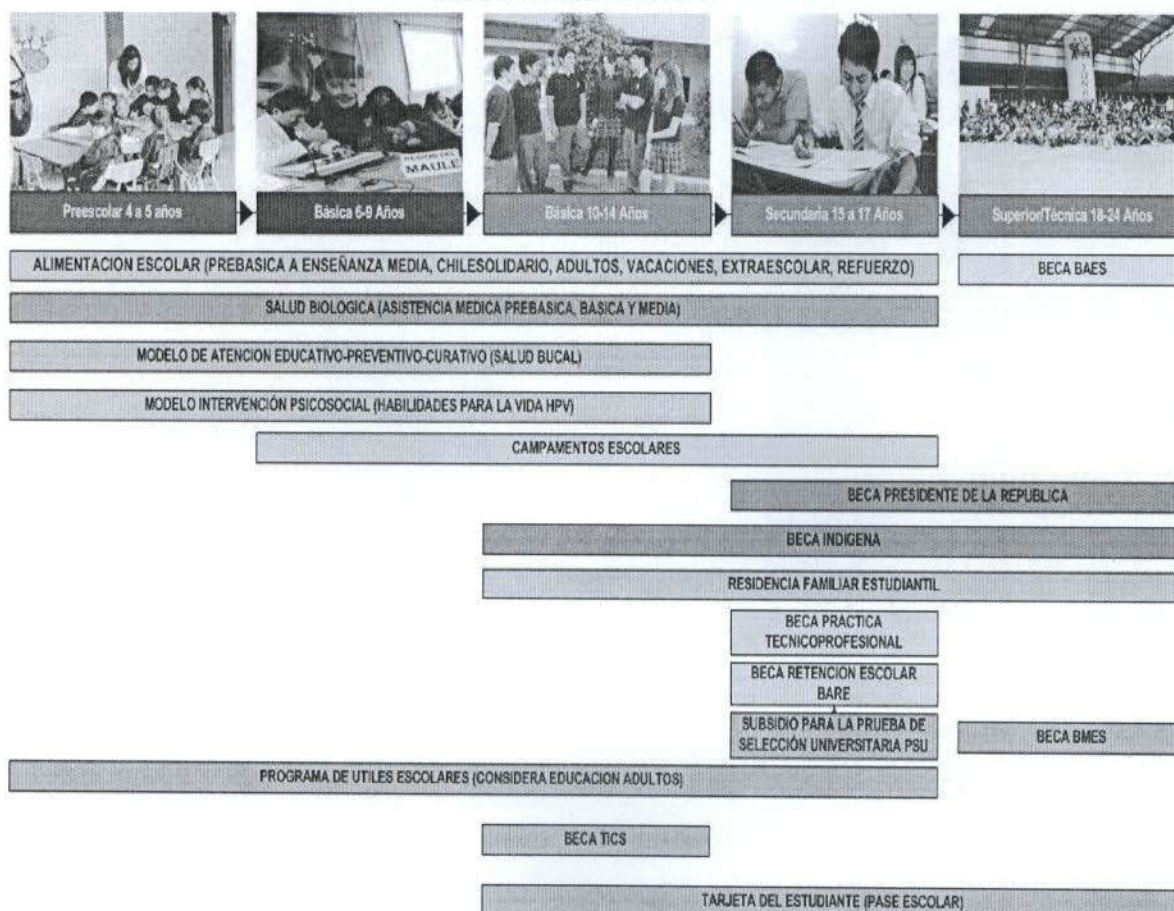 Preescolar 4 a 5 años
Básica 6-9 Años
Básica 10-14 Años
Secundaria 15 a 17 Años
Superior/Técnica 18-24 Años
MAULE
ALIMENTACION ESCOLAR (PREBASICA A ENSEÑANZA MEDIA, CHILESOLIDARIO, ADULTOS, VACACIONES, EXTRAESCOLAR, REFUERZO)
BECA BAES
SALUD BIOLOGICA (ASISTENCIA MEDICA PREBASICA, BASICA Y MEDIA)
MODELO DE ATENCION EDUCATIVO-PREVENTIVO-CURATIVO (SALUD BUCAL)
MODELO INTERVENCIÓN PSICOSOCIAL (HABILIDADES PARA LA VIDA HPV)
CAMPAMENTOS ESCOLARES
BECA PRESIDENTE DE LA REPUBLICA
BECA INDIGENA
RESIDENCIA FAMILIAR ESTUDIANTIL
BECA PRACTICA
TECNICOPROFESIONAL
BECA RETENCION ESCOLAR
BARE
SUBSIDIO PARA LA PRUEBA DE
SELECCIÓN UNIVERSITARIA PSU
BECA BMES
PROGRAMA DE UTILES ESCOLARES (CONSIDERA EDUCACION ADULTOS)
BECA TICS
TARJETA DEL ESTUDIANTE (PASE ESCOLAR)